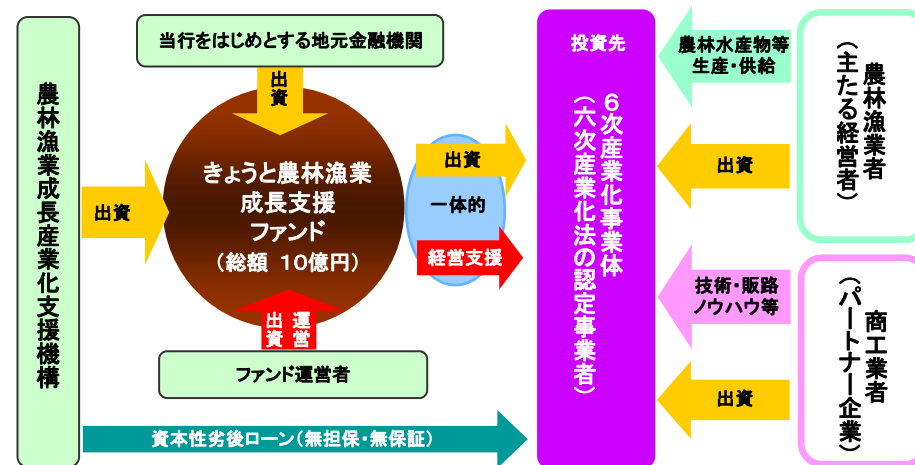 農林漁業成長産業化支援機構
当行をはじめとする地元金融機関
出資
出資
きょうと農林漁業
成長支援
ファンド
（総額 １０億円）
出資
一体的
経営支援
出資
運営
ファンド運営者
資本性劣後ローン（無担保・無保証）
投資先
６次産業化事業体
（六次産業化法の認定事業者）
農林水産物等
生産・供給
出資
技術・販路
ノウハウ等
出資
農林漁業者
（主たる経営者）
商工業者
（パートナー企業）